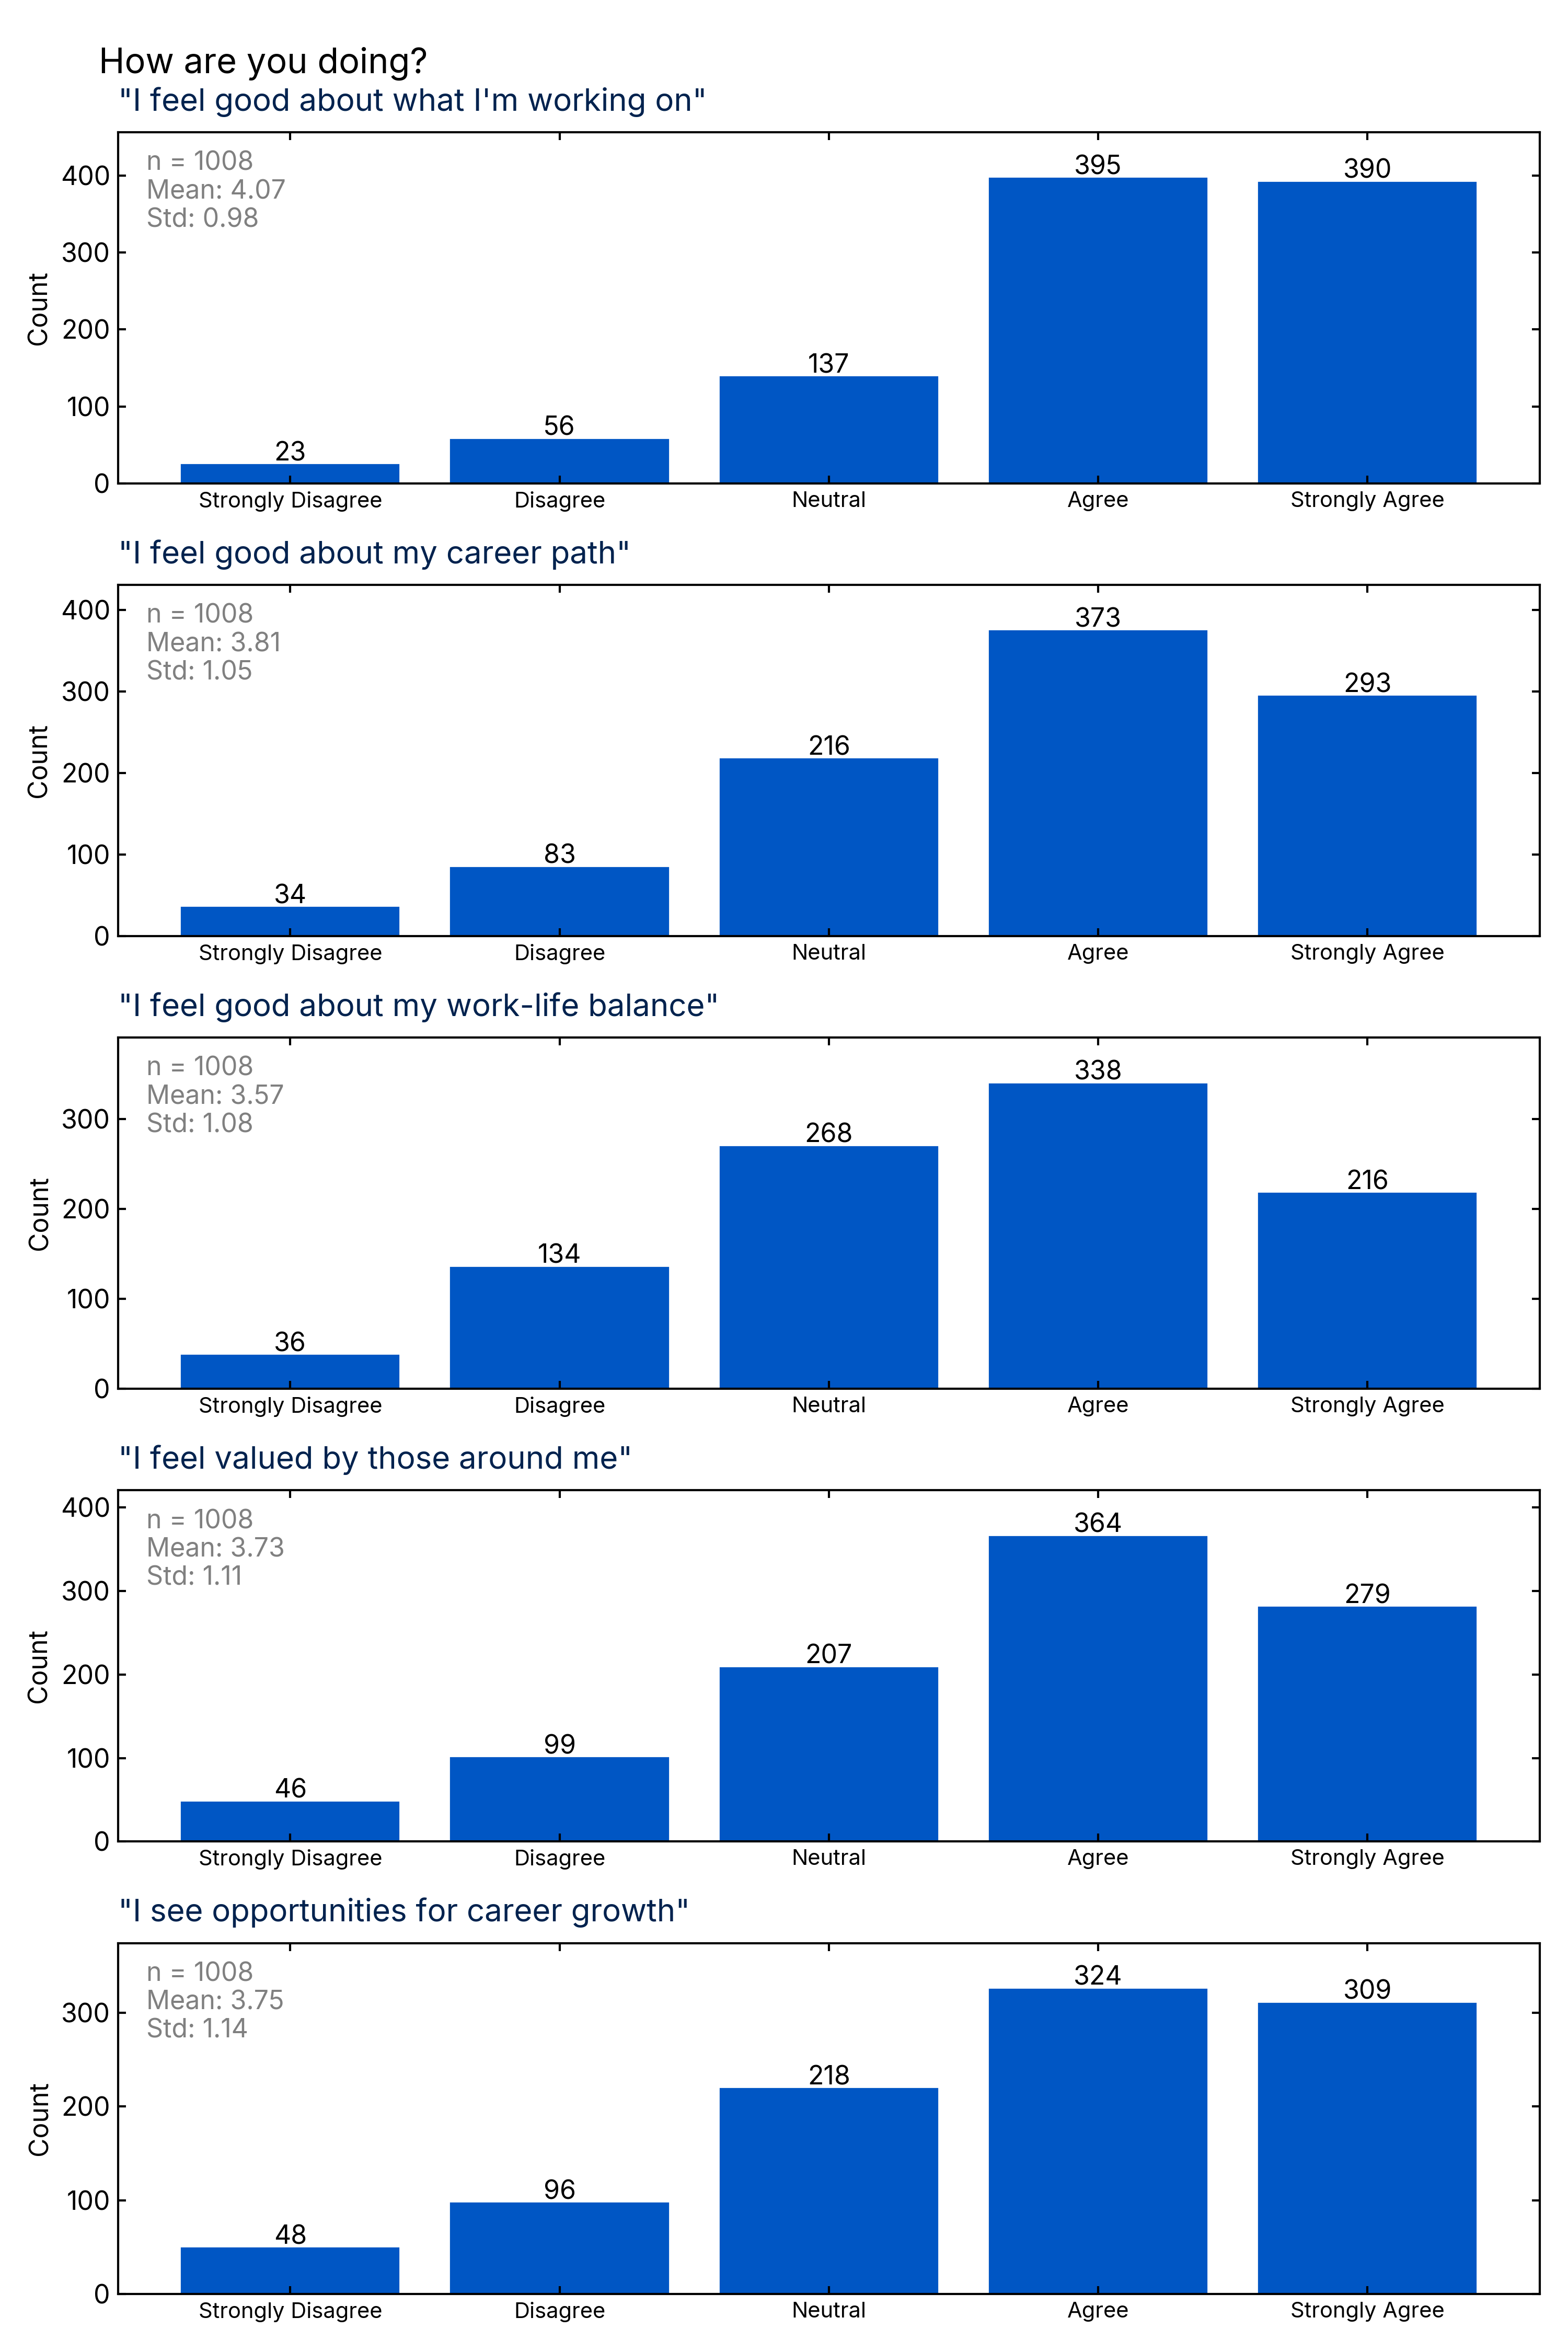 How are you doing?
"I feel good about what I'm working on"
n = 1008
Mean: 4.07
Std: 0.98
Count
400
300
200
100
0
23
56
137
395
390
Strongly Disagree
Disagree
Neutral
Agree
Strongly Agree
"I feel good about my career path"
n = 1008
Mean: 3.81
Std: 1.05
Count
400
300
200
100
0
34
83
216
373
293
Strongly Disagree
Disagree
Neutral
Agree
Strongly Agree
"I feel good about my work-life balance"
n = 1008
Mean: 3.57
Std: 1.08
Count
300
200
100
0
36
134
268
338
216
Strongly Disagree
Disagree
Neutral
Agree
Strongly Agree
"I feel valued by those around me"
n = 1008
Mean: 3.73
Std: 1.11
Count
400
300
200
100
0
46
99
207
364
279
Strongly Disagree
Disagree
Neutral
Agree
Strongly Agree
"I see opportunities for career growth"
n = 1008
Mean: 3.75
Std: 1.14
Count
300
200
100
0
48
96
218
324
309
Strongly Disagree
Disagree
Neutral
Agree
Strongly Agree